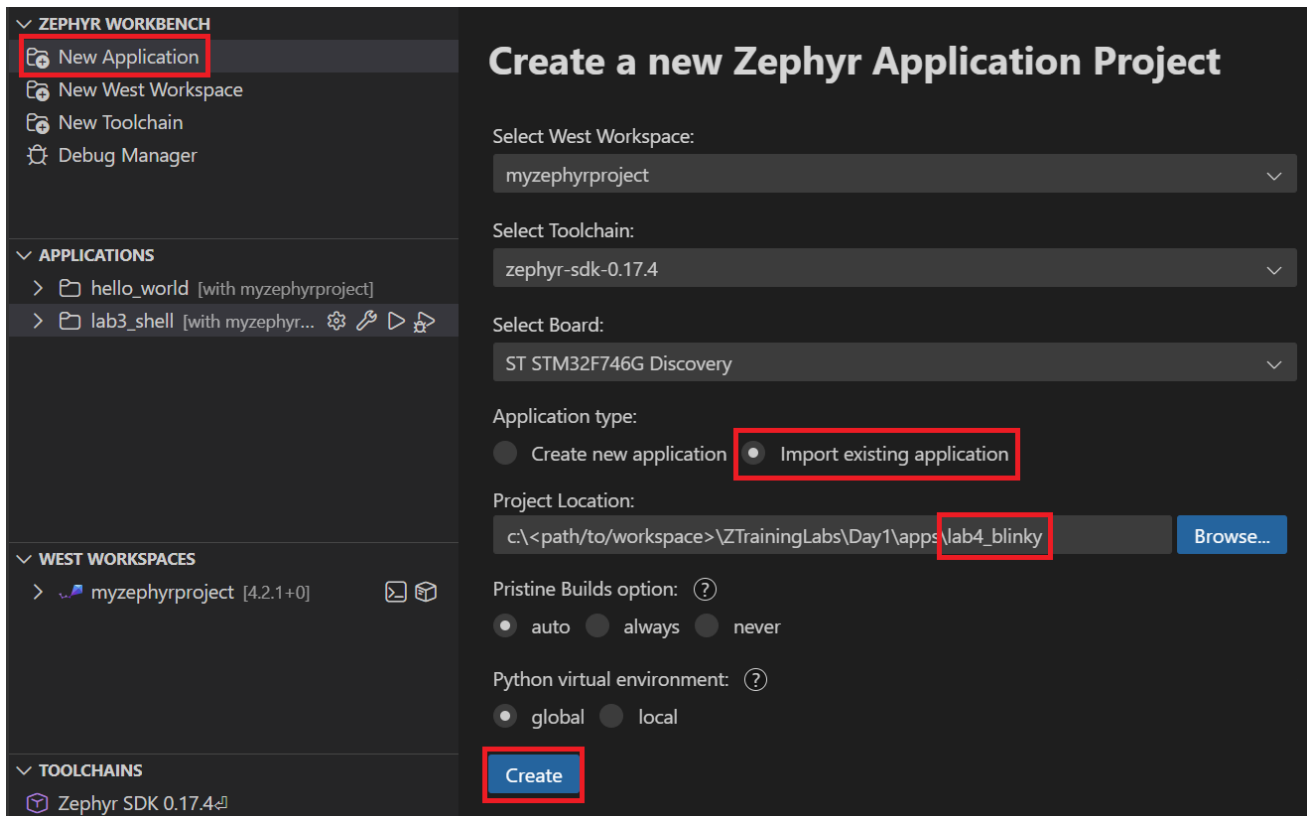 ZEPHYR WORKBENCH
New Application
New West Workspace
New Toolchain
Debug Manager
APPLICATIONS
hello_world [with myzephyrproject]
lab3_shell [with myzephyr...
WEST WORKSPACES
myzephyrproject [4.2.1+0]
TOOLCHAINS
Zephyr SDK 0.17.4⏎
Create a new Zephyr Application Project
Select West Workspace:
myzephyrproject
Select Toolchain:
zephyr-sdk-0.17.4
Select Board:
ST STM32F746G Discovery
Application type:
Create new application Import existing application
Project Location:
c:\<path/to/workspace>\ZTrainingLabs\Day1\apps\lab4_blinky Browse...
Pristine Builds option: ?
auto always never
Python virtual environment: ?
global local
Create